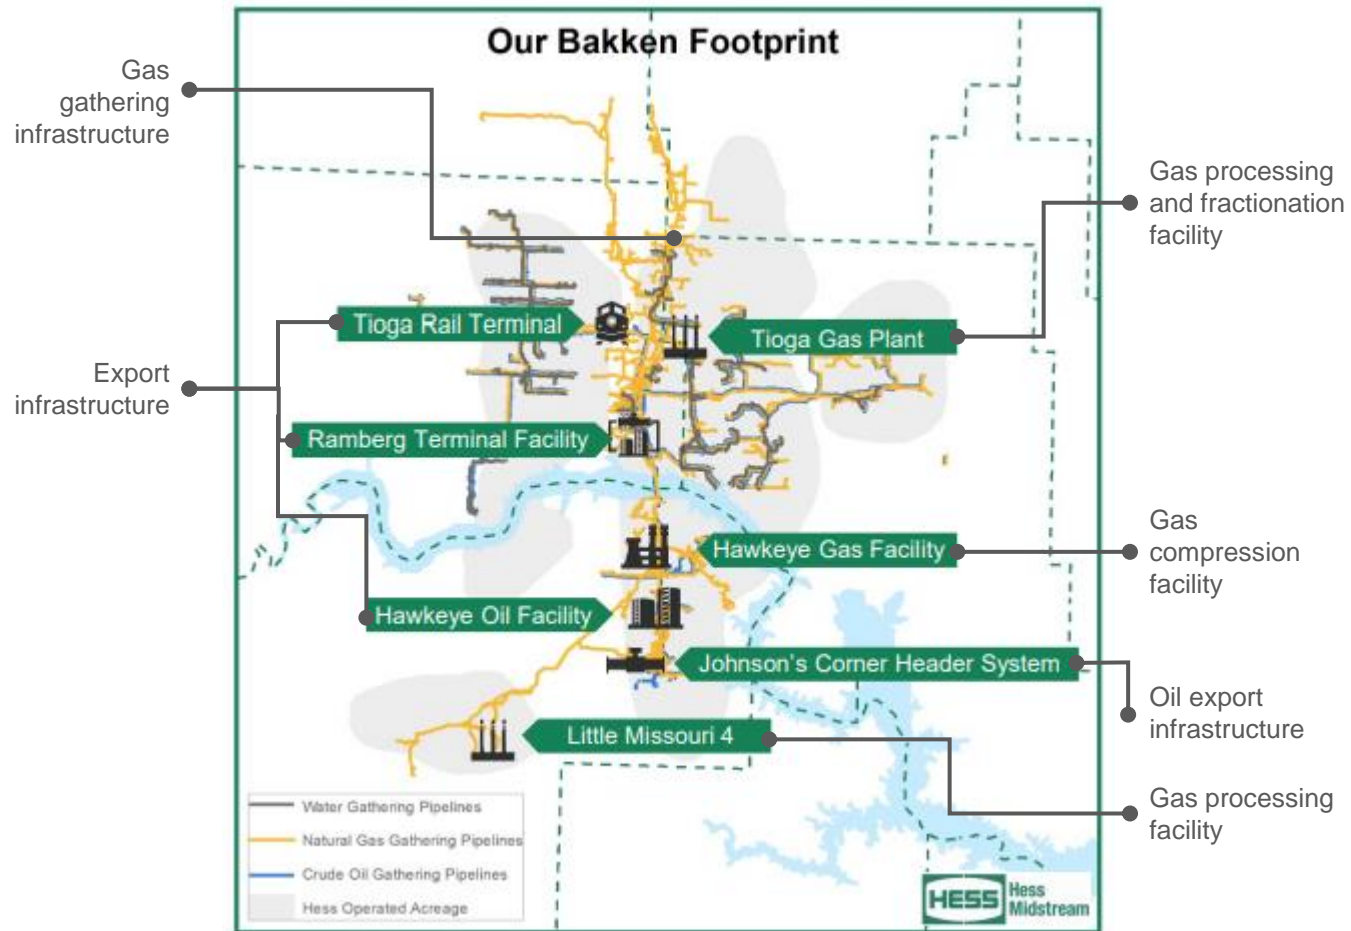 Our Bakken Footprint
Gas
gathering
infrastructure
Gas processing
and fractionation
facility
Tioga Rail Terminal
Tioga Gas Plant
Export
infrastructure
Ramberg Terminal Facility
Hawkeye Gas Facility
Gas
compression
facility
Hawkeye Oil Facility
Johnson's Corner Header System
Oil export
infrastructure
Little Missouri 4
Gas processing
facility
Water Gathering Pipelines
Natural Gas Gathering Pipelines
Crude Oil Gathering Pipelines
Hess Operated Acreage
HESS
Hess
Midstream